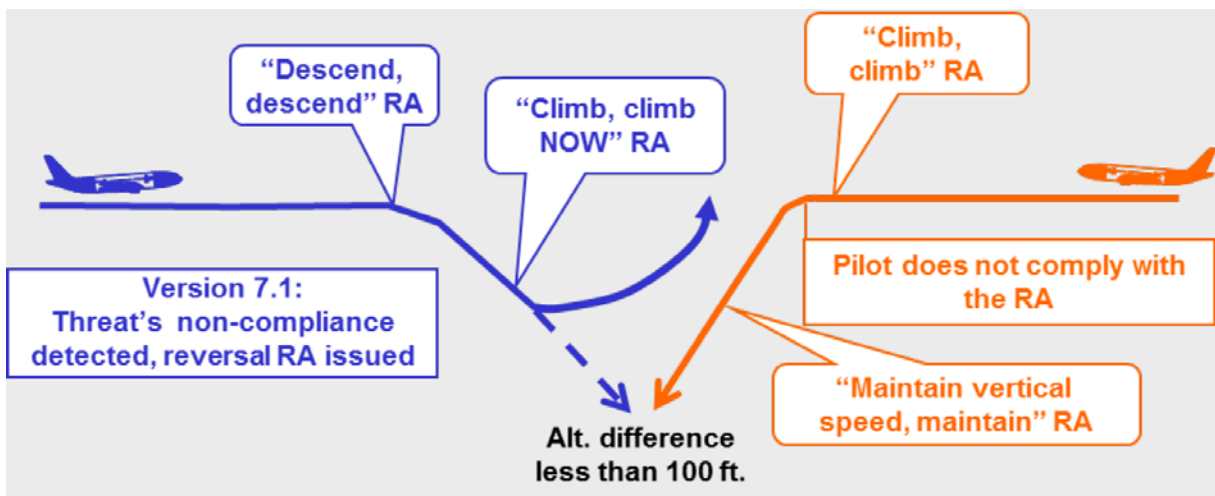 “Descend,
descend” RA
“Climb, climb
NOW” RA
“Climb,
climb” RA
Version 7.1:
Threat’s non-compliance
detected, reversal RA issued
Pilot does not comply with
the RA
“Maintain vertical
speed, maintain” RA
Alt. difference
less than 100 ft.